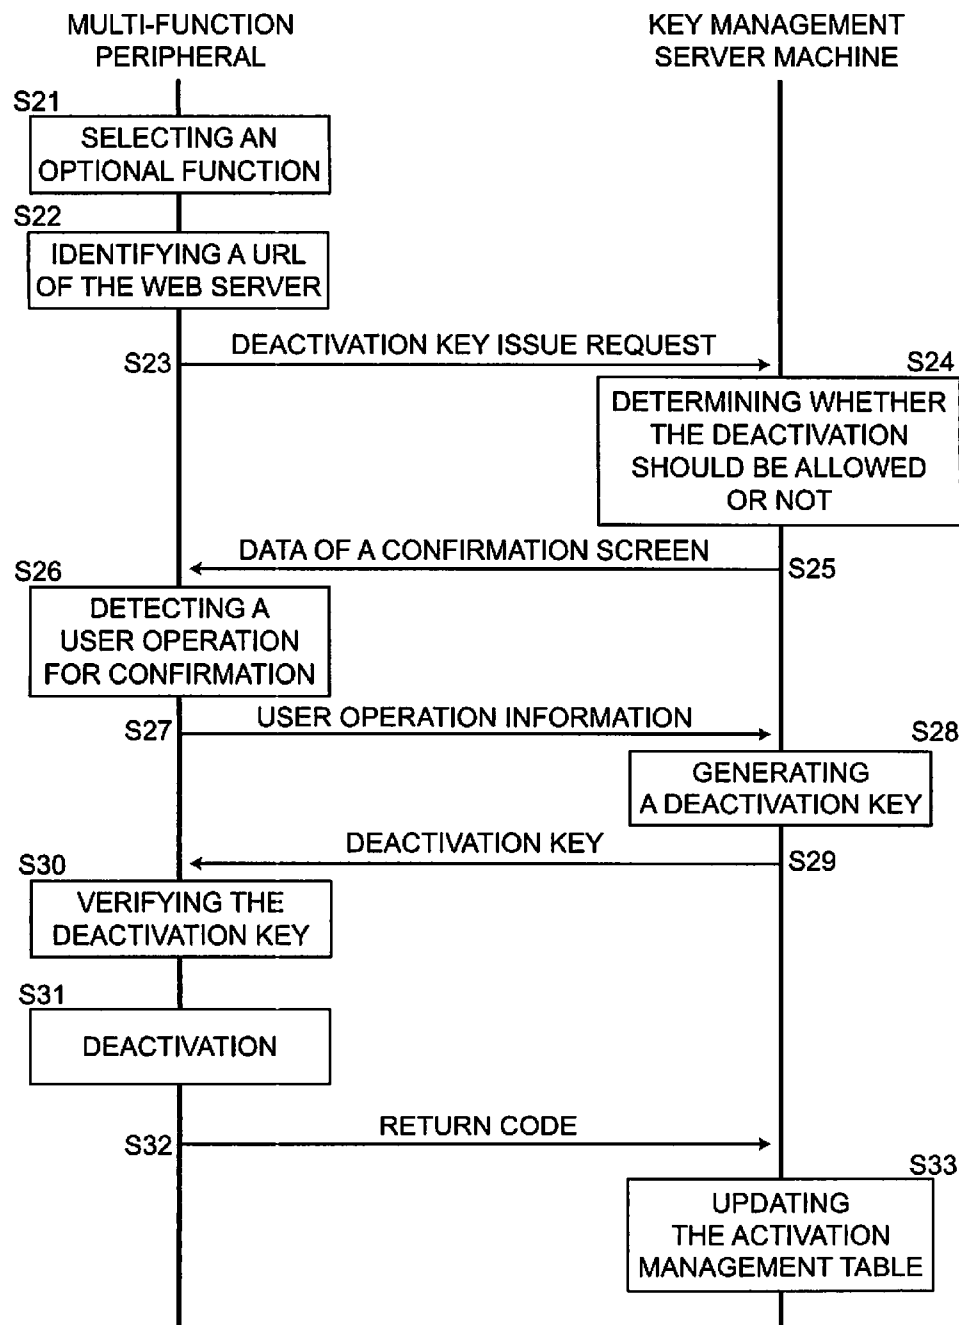 MULTI-FUNCTION
PERIPHERAL
KEY MANAGEMENT
SERVER MACHINE
S21
SELECTING AN
OPTIONAL FUNCTION
S22
IDENTIFYING A URL
OF THE WEB SERVER
S23
DEACTIVATION KEY ISSUE REQUEST
S24
DETERMINING WHETHER
THE DEACTIVATION
SHOULD BE ALLOWED
OR NOT
DATA OF A CONFIRMATION SCREEN
S25
S26
DETECTING A
USER OPERATION
FOR CONFIRMATION
S27
USER OPERATION INFORMATION
S28
GENERATING
A DEACTIVATION KEY
DEACTIVATION KEY
S29
S30
VERIFYING THE
DEACTIVATION KEY
S31
DEACTIVATION
S32
RETURN CODE
S33
UPDATING
THE ACTIVATION
MANAGEMENT TABLE